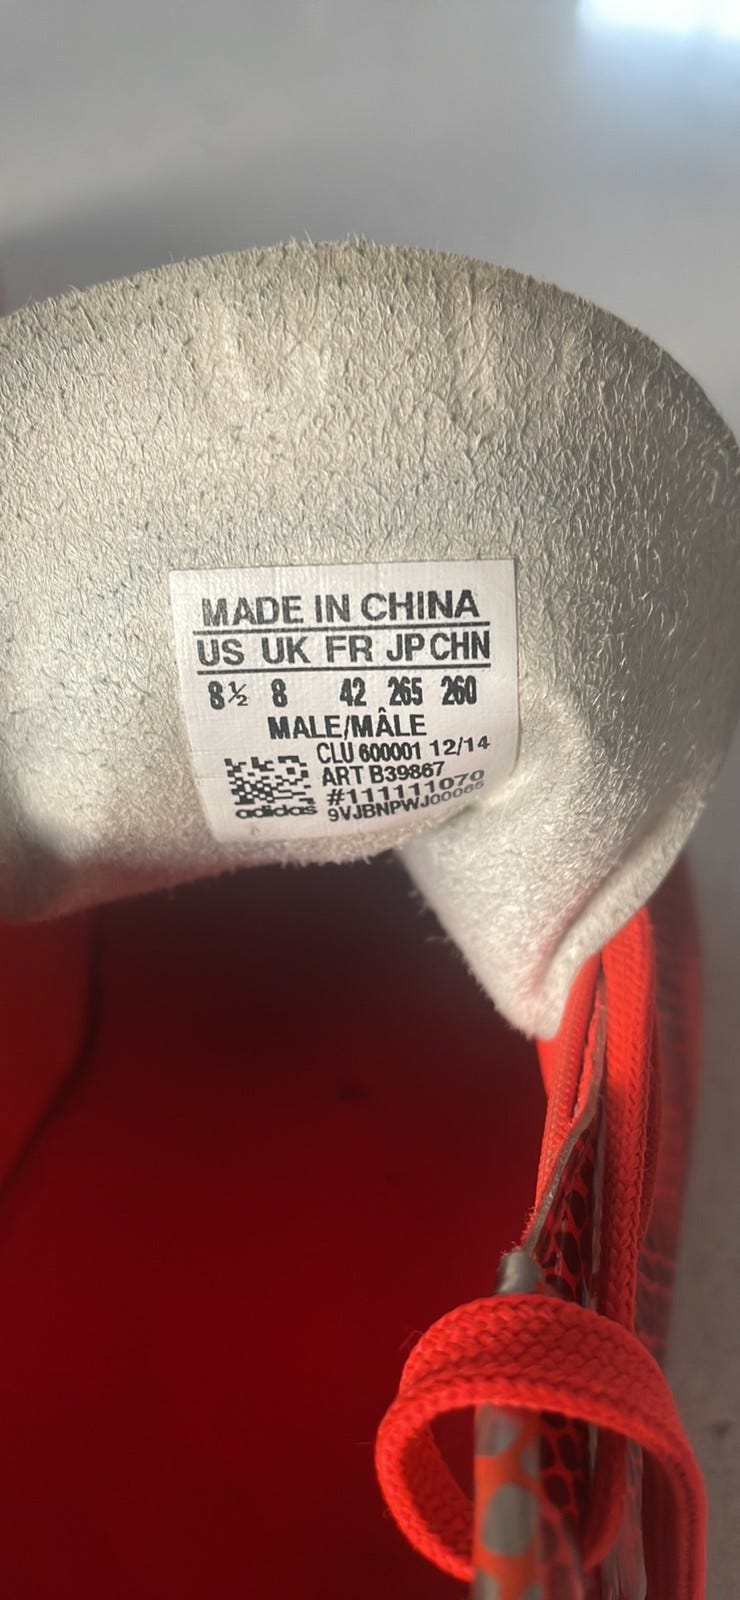 MADE IN CHINA
US UK FR JP CHN
8½ 8 42 265 260
MALE/MÂLE
CLU 600001 12/14
ART B39867
#111111070
adidas 9VJBNPWJ00065